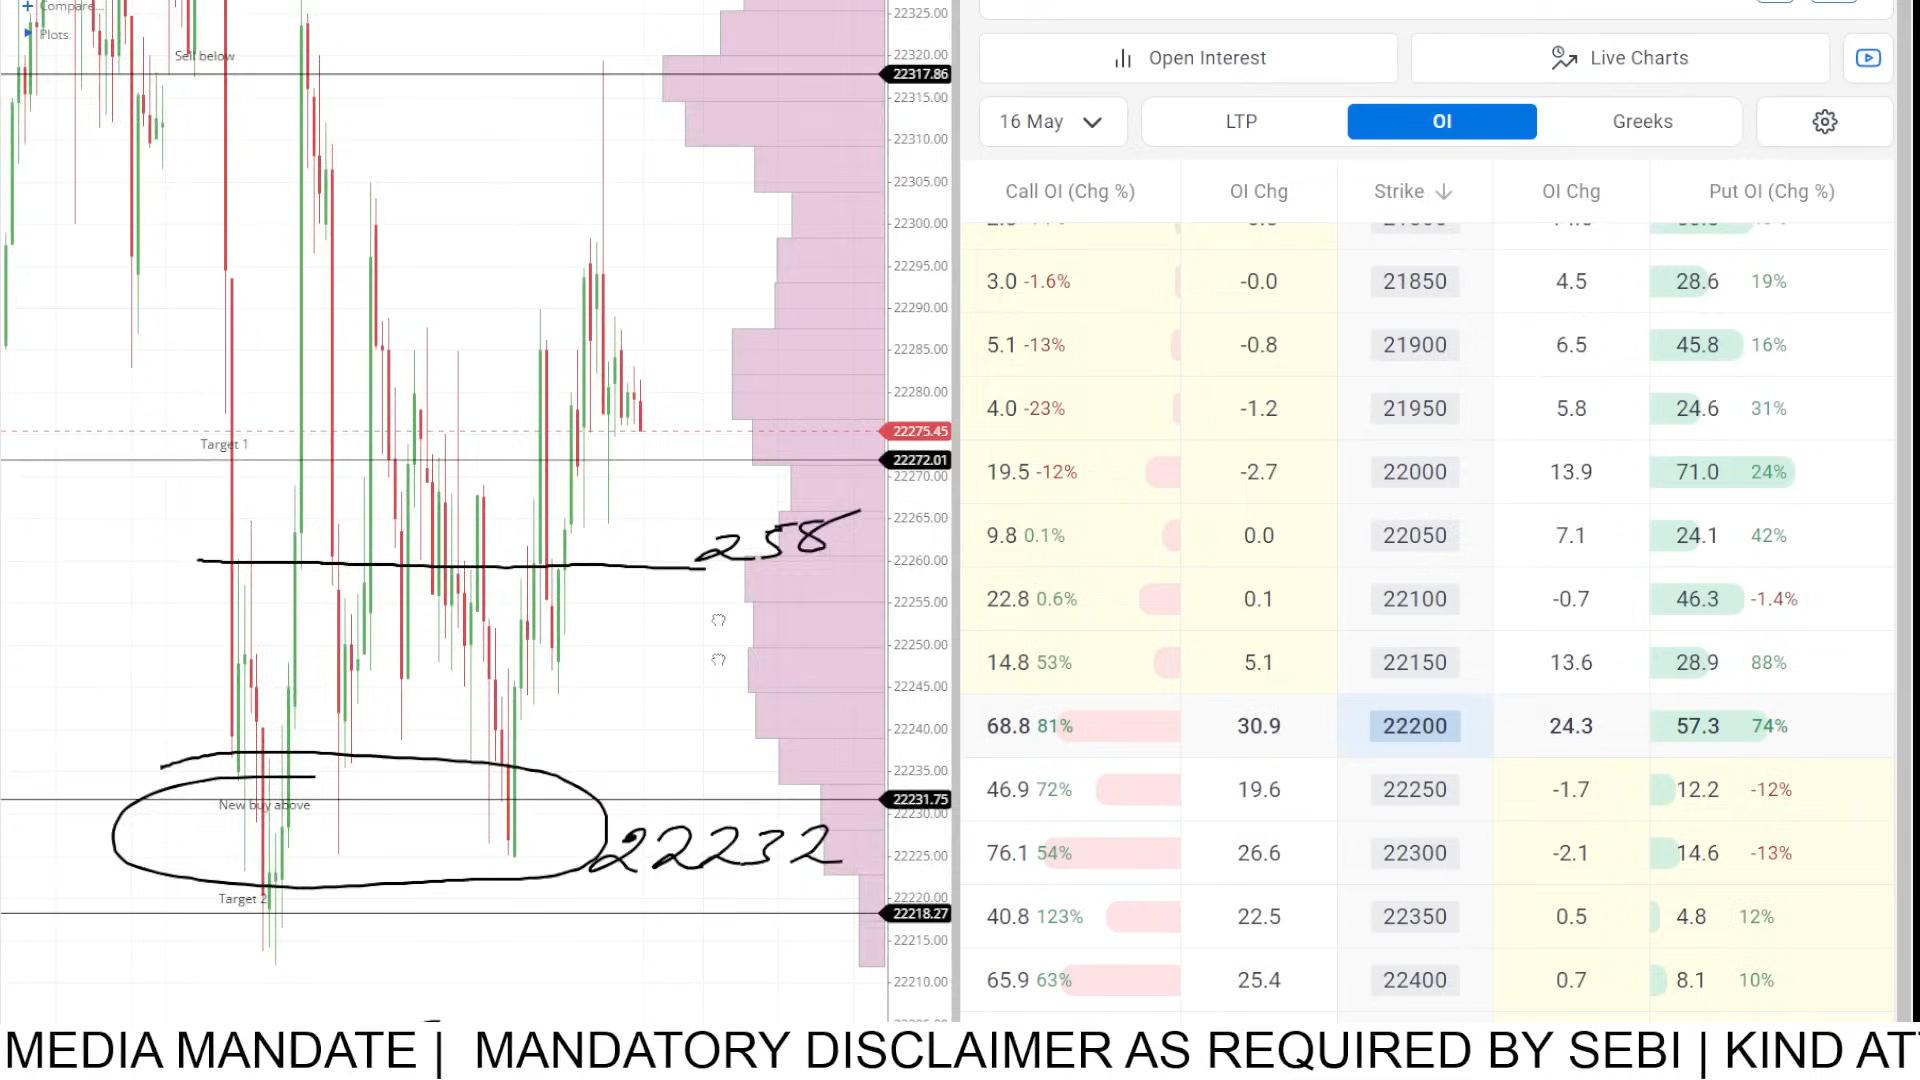 Compare...
Plots
Sell below
Target 1
258
New buy above
22232
Target 2
22325.00
22320.00
22317.86
22315.00
22310.00
22305.00
22300.00
22295.00
22290.00
22285.00
22280.00
22275.45
22272.01
22270.00
22265.00
22260.00
22255.00
22250.00
22245.00
22240.00
22235.00
22231.75
22225.00
22220.00
22218.27
22215.00
22210.00
Open Interest Live Charts
16 May LTP OI Greeks
Call OI (Chg %) OI Chg Strike OI Chg Put OI (Chg %)
3.0 -1.6% -0.0 21850 4.5 28.6 19%
5.1 -13% -0.8 21900 6.5 45.8 16%
4.0 -23% -1.2 21950 5.8 24.6 31%
19.5 -12% -2.7 22000 13.9 71.0 24%
9.8 0.1% 0.0 22050 7.1 24.1 42%
22.8 0.6% 0.1 22100 -0.7 46.3 -1.4%
14.8 53% 5.1 22150 13.6 28.9 88%
68.8 81% 30.9 22200 24.3 57.3 74%
46.9 72% 19.6 22250 -1.7 12.2 -12%
76.1 54% 26.6 22300 -2.1 14.6 -13%
40.8 123% 22.5 22350 0.5 4.8 12%
65.9 63% 25.4 22400 0.7 8.1 10%
MEDIA MANDATE | MANDATORY DISCLAIMER AS REQUIRED BY SEBI | KIND